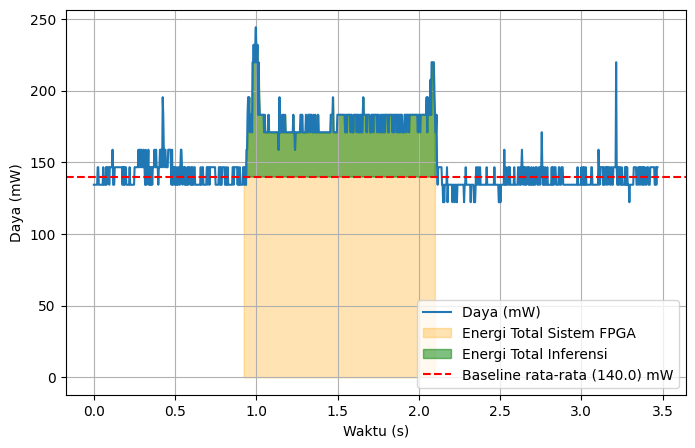 250
200
150
100
50
0
Daya (mW)
0.0 0.5 1.0 1.5 2.0 2.5 3.0 3.5
Waktu (s)
Daya (mW)
Energi Total Sistem FPGA
Energi Total Inferensi
Baseline rata-rata (140.0) mW